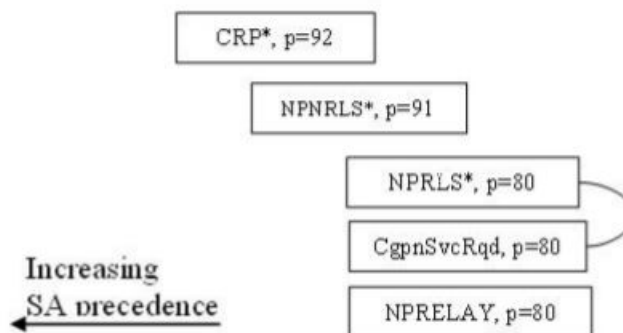 CRP*, p=92
NPNRLS*, p=91
NPRLS*, p=80
CgpnSvcRqd, p=80
Increasing
SA precedence
NPRELAY, p=80